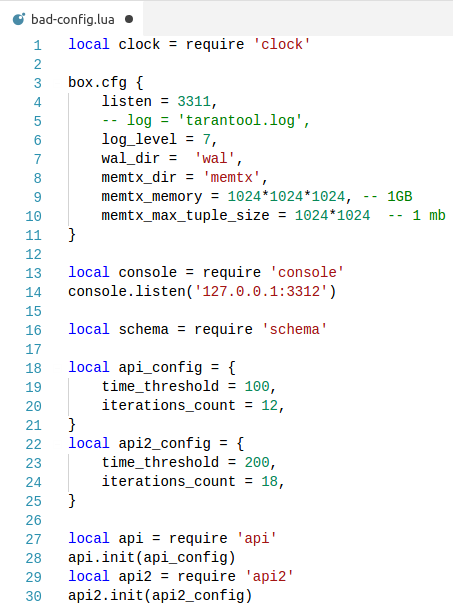 bad-config.lua
1 local clock = require 'clock'
2
3 box.cfg {
4     listen = 3311,
5     -- log = 'tarantool.log',
6     log_level = 7,
7     wal_dir =  'wal',
8     memtx_dir = 'memtx',
9     memtx_memory = 1024*1024*1024, -- 1GB
10     memtx_max_tuple_size = 1024*1024  -- 1 mb
11 }
12
13 local console = require 'console'
14 console.listen('127.0.0.1:3312')
15
16 local schema = require 'schema'
17
18 local api_config = {
19     time_threshold = 100,
20     iterations_count = 12,
21 }
22 local api2_config = {
23     time_threshold = 200,
24     iterations_count = 18,
25 }
26
27 local api = require 'api'
28 api.init(api_config)
29 local api2 = require 'api2'
30 api2.init(api2_config)